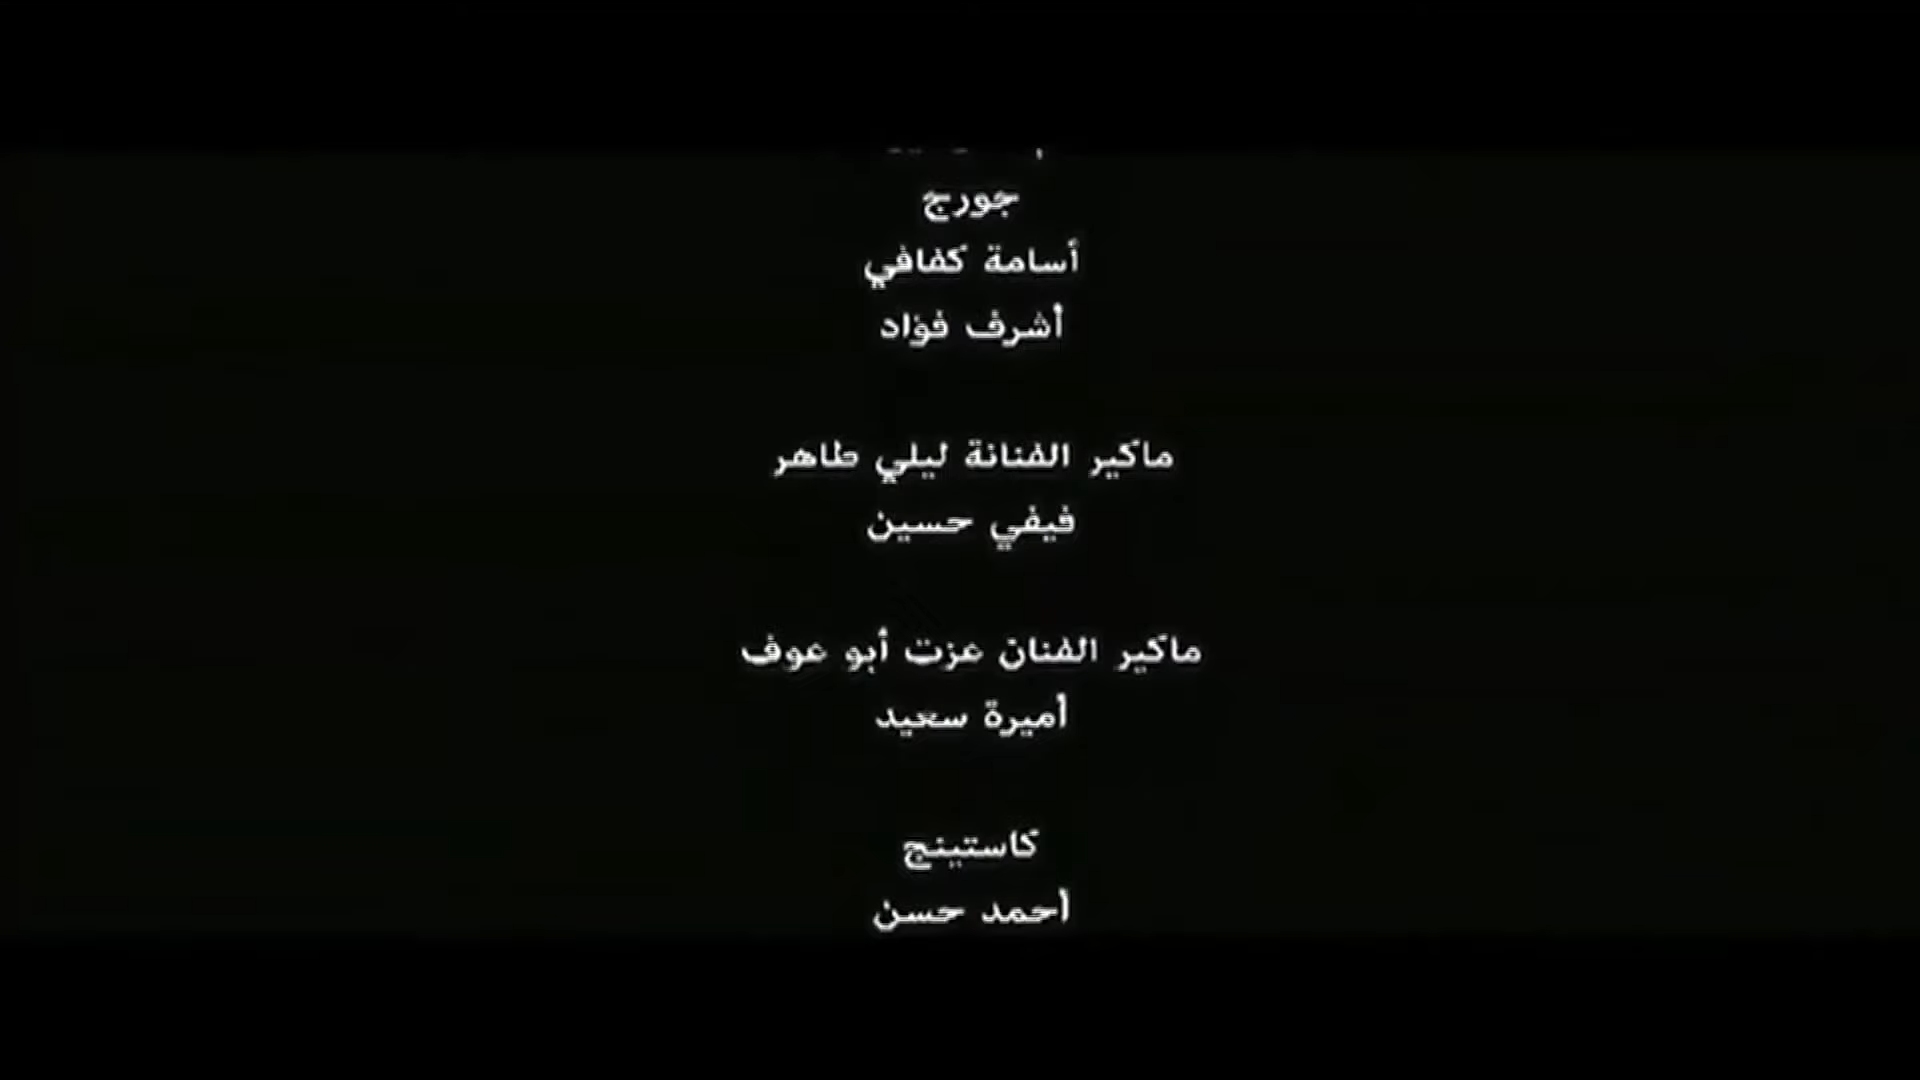 جورج
أسامة كفافي
أشرف فؤاد
ماكير الفنانة ليلي طاهر
فيفي حسين
ماكير الفنان عزت أبو عوف
أميرة سعيد
كاستينج
أحمد حسن